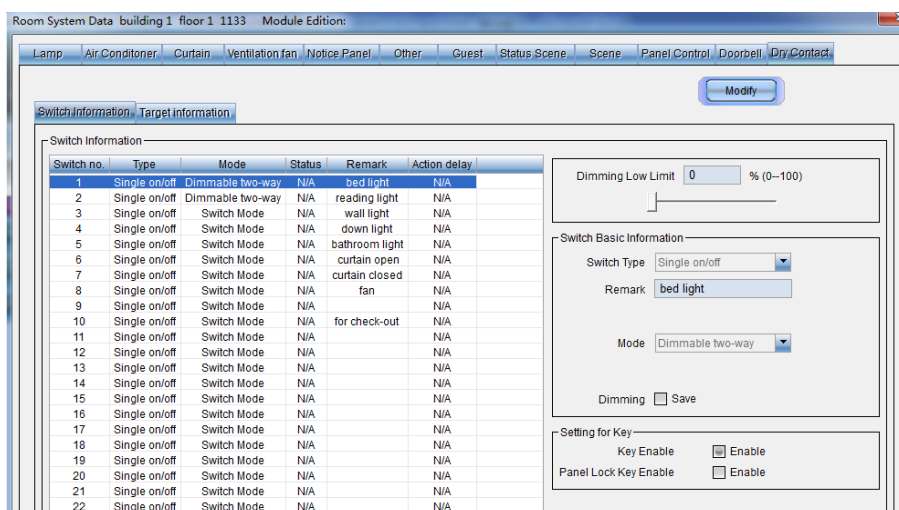 Room System Data building 1 floor 1 1133 Module Edition:
Lamp Air Conditoner Curtain Ventilation fan Notice Panel Other Guest Status Scene Scene Panel Control Doorbell Dry Contact
Modify
Switch Information Target information
Switch Information
Switch no. Type Mode Status Remark Action delay
1 Single on/off Dimmable two-way N/A bed light N/A
2 Single on/off Dimmable two-way N/A reading light N/A
3 Single on/off Switch Mode N/A wall light N/A
4 Single on/off Switch Mode N/A down light N/A
5 Single on/off Switch Mode N/A bathroom light N/A
6 Single on/off Switch Mode N/A curtain open N/A
7 Single on/off Switch Mode N/A curtain closed N/A
8 Single on/off Switch Mode N/A fan N/A
9 Single on/off Switch Mode N/A N/A
10 Single on/off Switch Mode N/A for check-out N/A
11 Single on/off Switch Mode N/A N/A
12 Single on/off Switch Mode N/A N/A
13 Single on/off Switch Mode N/A N/A
14 Single on/off Switch Mode N/A N/A
15 Single on/off Switch Mode N/A N/A
16 Single on/off Switch Mode N/A N/A
17 Single on/off Switch Mode N/A N/A
18 Single on/off Switch Mode N/A N/A
19 Single on/off Switch Mode N/A N/A
20 Single on/off Switch Mode N/A N/A
21 Single on/off Switch Mode N/A N/A
22 Single on/off Switch Mode N/A N/A
Dimming Low Limit 0 % (0--100)
Switch Basic Information
Switch Type Single on/off
Remark bed light
Mode Dimmable two-way
Dimming Save
Setting for Key
Key Enable Enable
Panel Lock Key Enable Enable